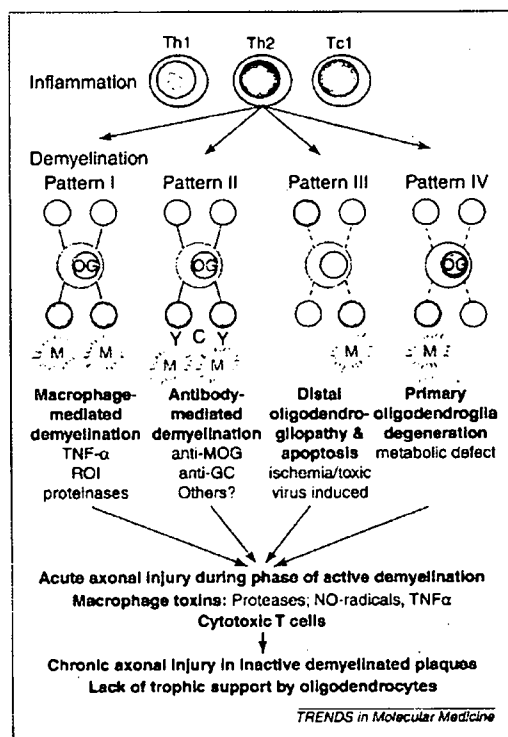 Th1 Th2 Tc1
Inflammation
Demyelination
Pattern I Pattern II Pattern III Pattern IV
OG OG OG
Y C Y
M M M M M M
Macrophage- Antibody- Distal Primary
mediated mediated oligodendro- oligodendroglia
demyelination demyelination gliopathy & degeneration
TNF-α anti-MOG apoptosis metabolic defect
ROI anti-GC ischemia/toxic
proteinases Others? virus induced
Acute axonal injury during phase of active demyelination
Macrophage toxins: Proteases; NO-radicals, TNFα
Cytotoxic T cells
Chronic axonal injury in inactive demyelinated plaques
Lack of trophic support by oligodendrocytes
TRENDS in Molecular Medicine